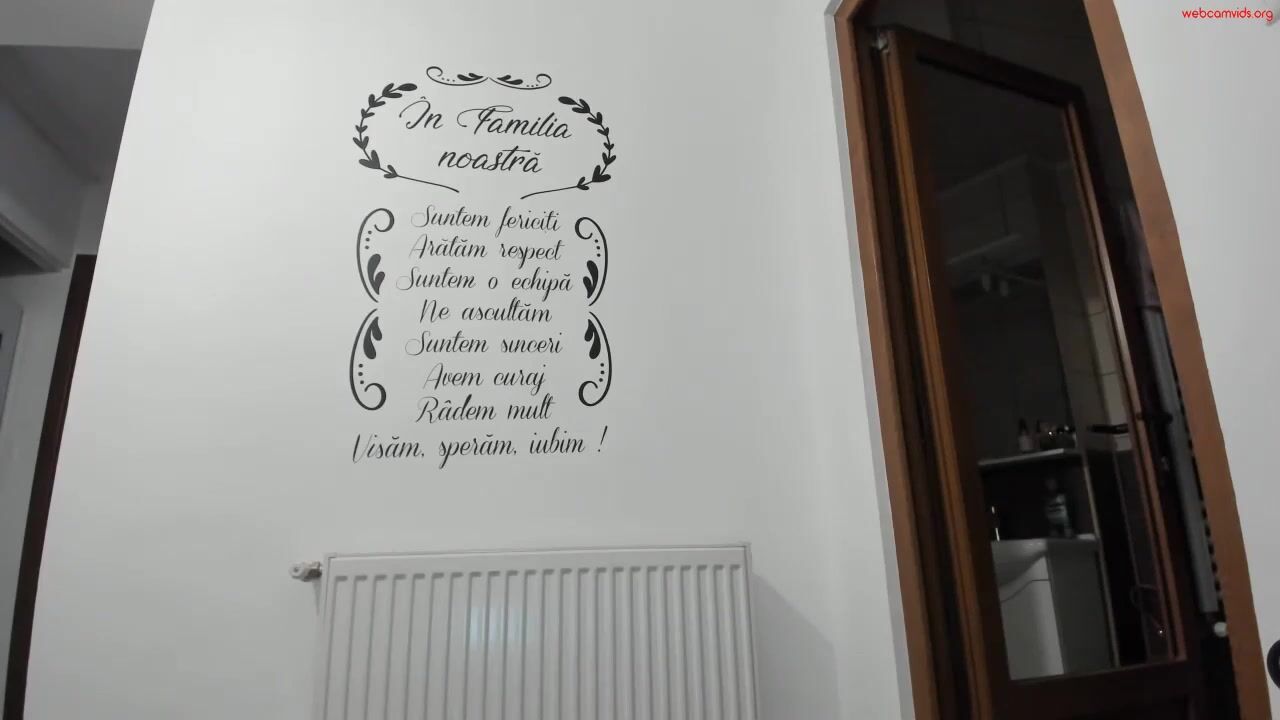 webcamvids.org
În Familia
noastră
Suntem fericiti
Arătăm respect
Suntem o echipă
Ne ascultăm
Suntem sinceri
Avem curaj
Râdem mult
Visăm, sperăm, iubim !